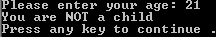 Please enter your age: 21
You are NOT a child
Press any key to continue .